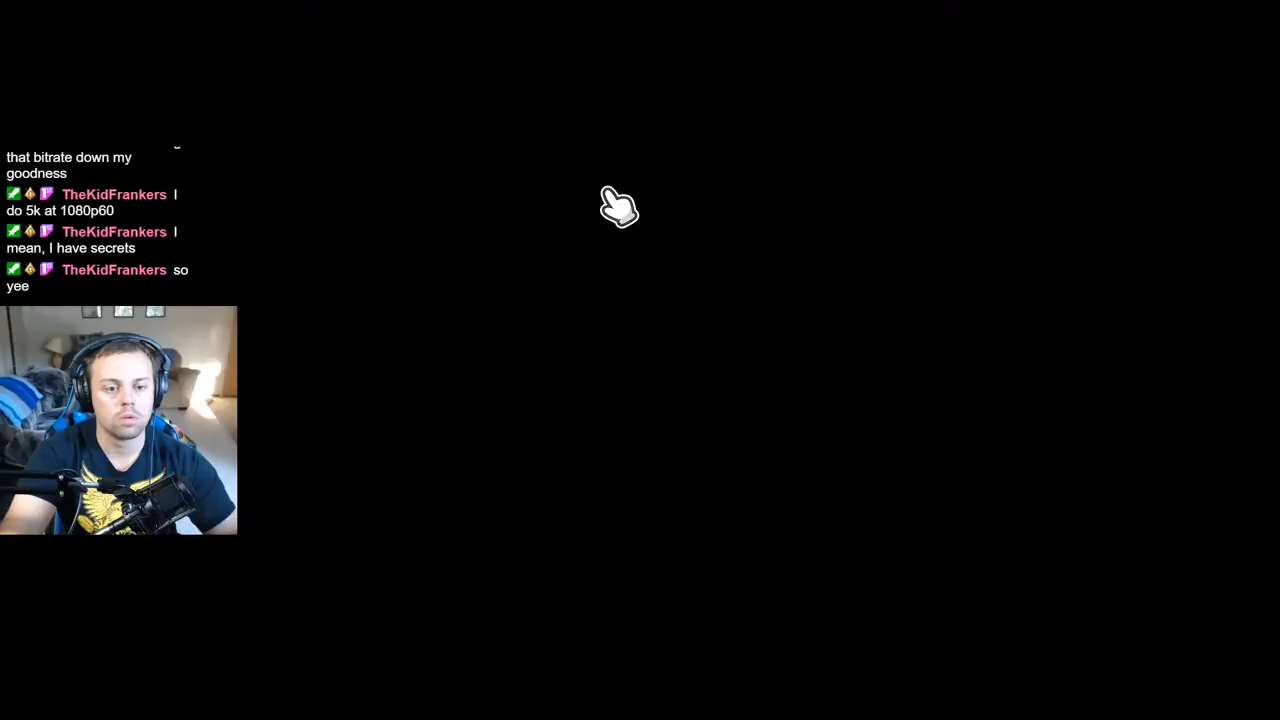 that bitrate down my
goodness
TheKidFrankers I
do 5k at 1080p60
TheKidFrankers I
mean, I have secrets
TheKidFrankers so
yee